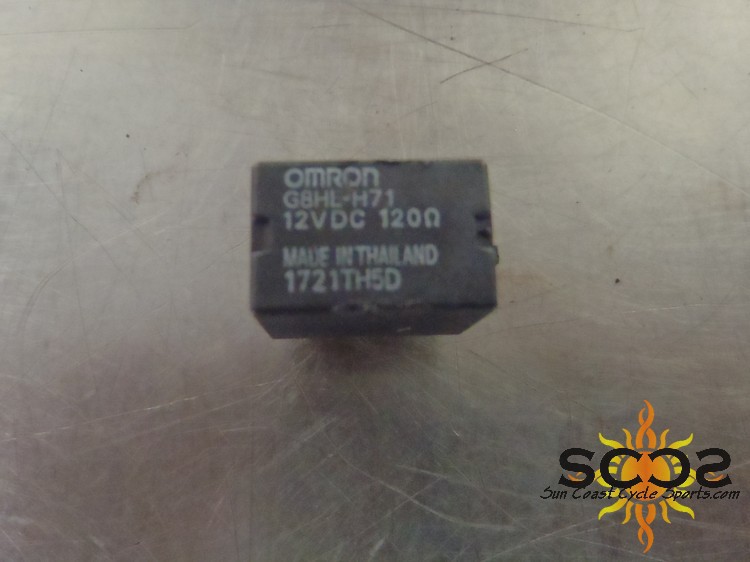 OMRON
G8HL-H71
12VDC 120Ω
MADE IN THAILAND
1721TH5D
SCCS
Sun Coast Cycle Sports.com